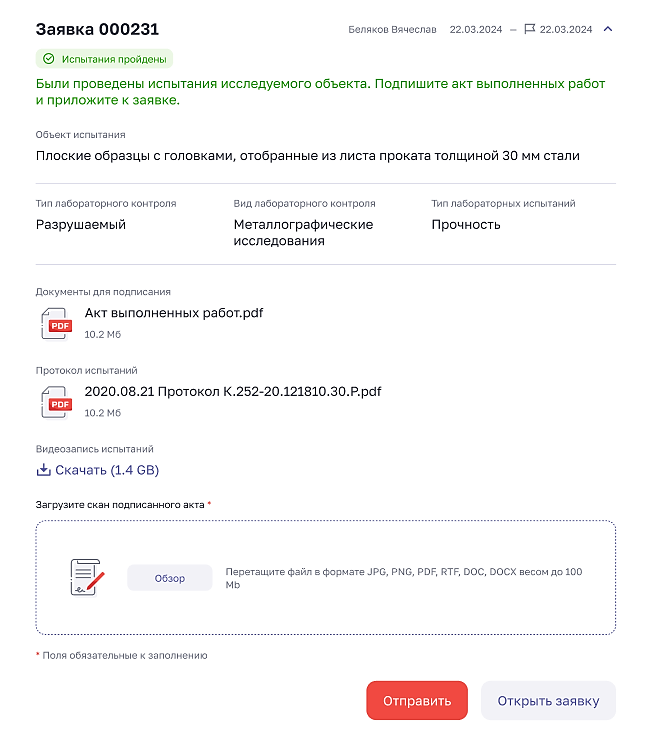 Заявка 000231
Беляков Вячеслав 22.03.2024 – 22.03.2024
Испытания пройдены
Были проведены испытания исследуемого объекта. Подпишите акт выполненных работ
и приложите к заявке.
Объект испытания
Плоские образцы с головками, отобранные из листа проката толщиной 30 мм стали
Тип лабораторного контроля
Разрушаемый
Вид лабораторного контроля
Металлографические
исследования
Тип лабораторных испытаний
Прочность
Документы для подписания
PDF
Акт выполненных работ.pdf
10.2 Мб
Протокол испытаний
PDF
2020.08.21 Протокол К.252-20.121810.30.Р.pdf
10.2 Мб
Видеозапись испытаний
Скачать (1.4 GB)
Загрузите скан подписанного акта *
Обзор
Перетащите файл в формате JPG, PNG, PDF, RTF, DOC, DOCX весом до 100
Mb
* Поля обязательные к заполнению
Отправить
Открыть заявку